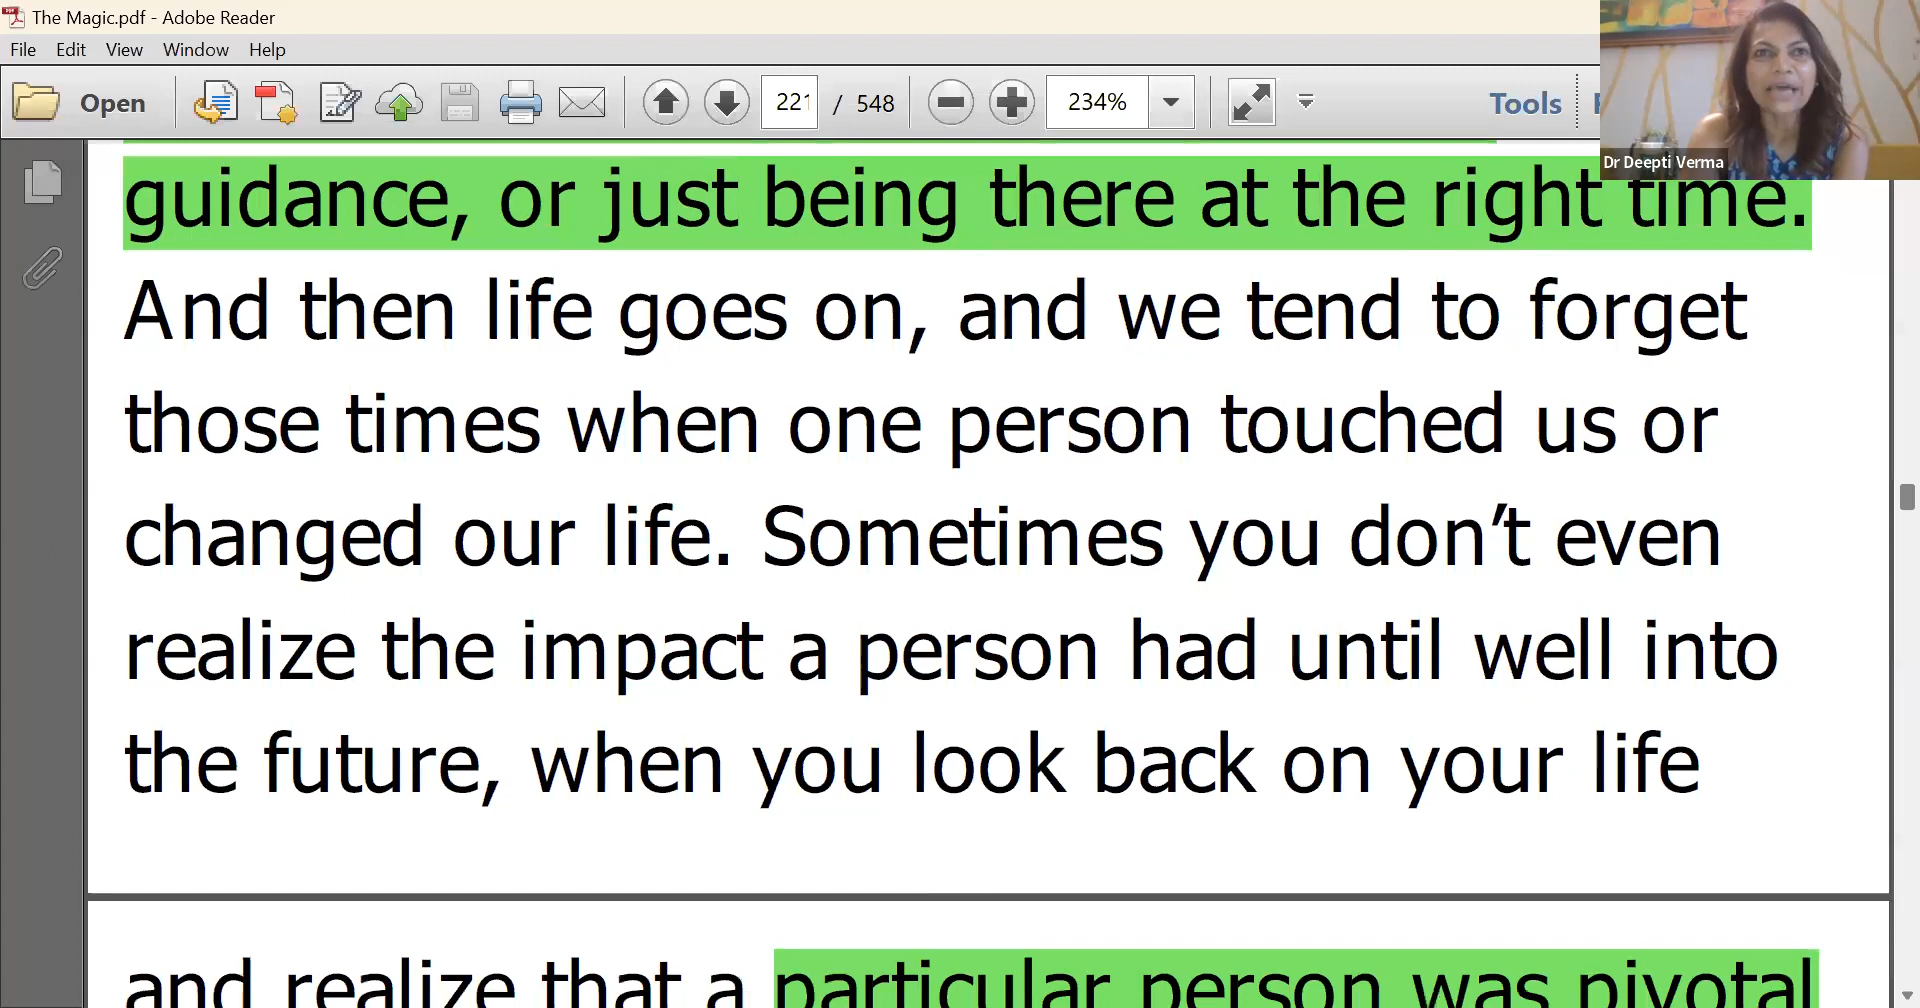 The Magic.pdf - Adobe Reader
File Edit View Window Help
Open 221 / 548 234% Tools
Dr Deepti Verma
guidance, or just being there at the right time.
And then life goes on, and we tend to forget
those times when one person touched us or
changed our life. Sometimes you don’t even
realize the impact a person had until well into
the future, when you look back on your life
and realize that a particular person was pivotal